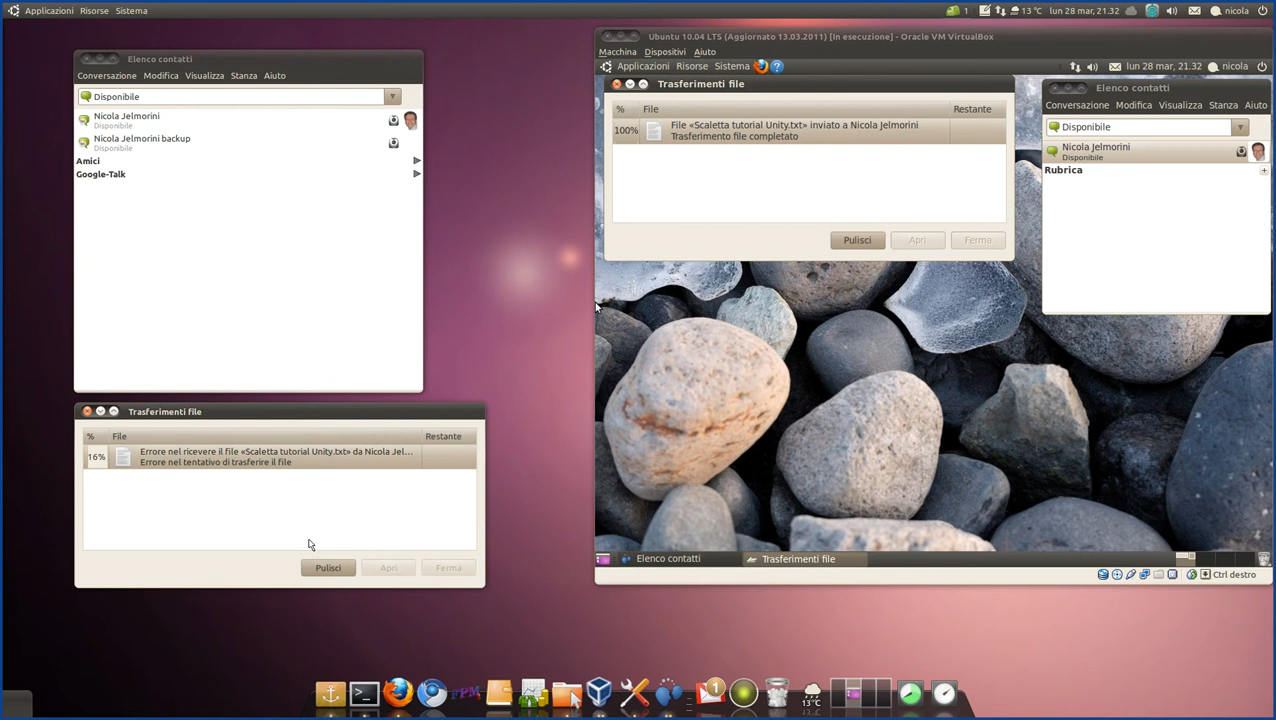 Applicazioni Risorse Sistema
1 13 °C lun 28 mar, 21.32 nicola
Elenco contatti
Conversazione Modifica Visualizza Stanza Aiuto
Disponibile
Nicola Jelmorini
Disponibile
Nicola Jelmorini backup
Disponibile
Amici
Google-Talk
Trasferimenti file
% File Restante
16% Errore nel ricevere il file «Scaletta tutorial Unity.txt» da Nicola Jel...
Errore nel tentativo di trasferire il file
Pulisci Apri Ferma
Ubuntu 10.04 LTS (Aggiornato 13.03.2011) [In esecuzione] - Oracle VM VirtualBox
Macchina Dispositivi Aiuto
Applicazioni Risorse Sistema ? lun 28 mar, 21.32 nicola
Trasferimenti file
% File Restante
100% File «Scaletta tutorial Unity.txt» inviato a Nicola Jelmorini
Trasferimento file completato
Pulisci Apri Ferma
Elenco contatti
Conversazione Modifica Visualizza Stanza Aiuto
Disponibile
Nicola Jelmorini
Disponibile
Rubrica
Elenco contatti Trasferimenti file
Ctrl destro
PM 1 13°C